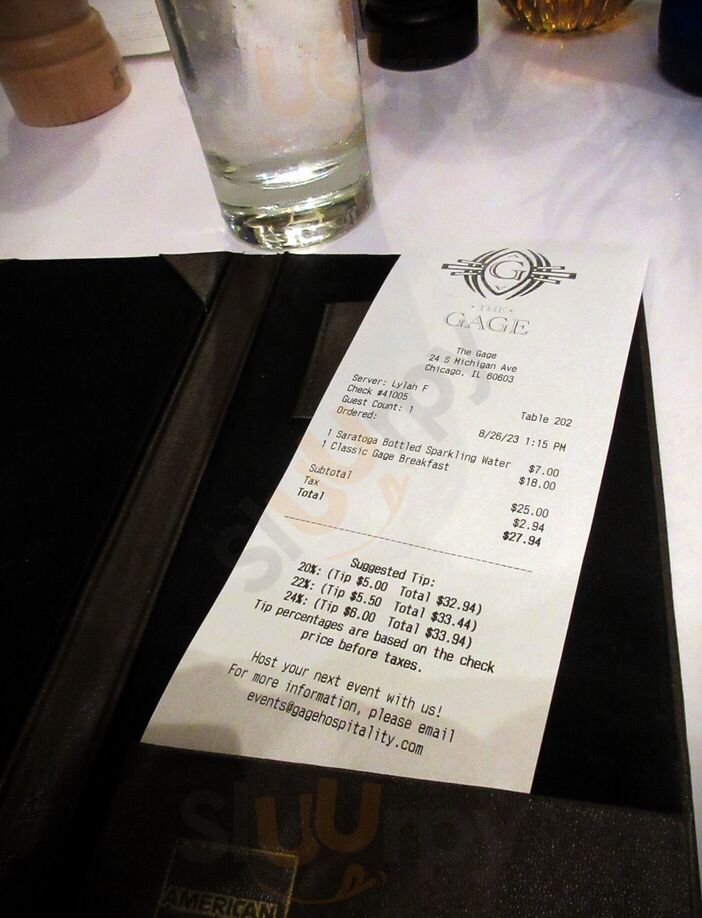 G
THE
GAGE
The Gage
24 S Michigan Ave
Chicago, IL 60603
Server: Lylah F
Check #41005 Table 202
Guest Count: 1
Ordered: 8/26/23 1:15 PM
1 Saratoga Bottled Sparkling Water $7.00
1 Classic Gage Breakfast $18.00
Subtotal $25.00
Tax $2.94
Total $27.94
Suggested Tip:
20%: (Tip $5.00 Total $32.94)
22%: (Tip $5.50 Total $33.44)
24%: (Tip $6.00 Total $33.94)
Tip percentages are based on the check
price before taxes.
Host your next event with us!
For more information, please email
events@gagehospitality.com
AMERICAN
sluurpy
sluurpy
sluurpy